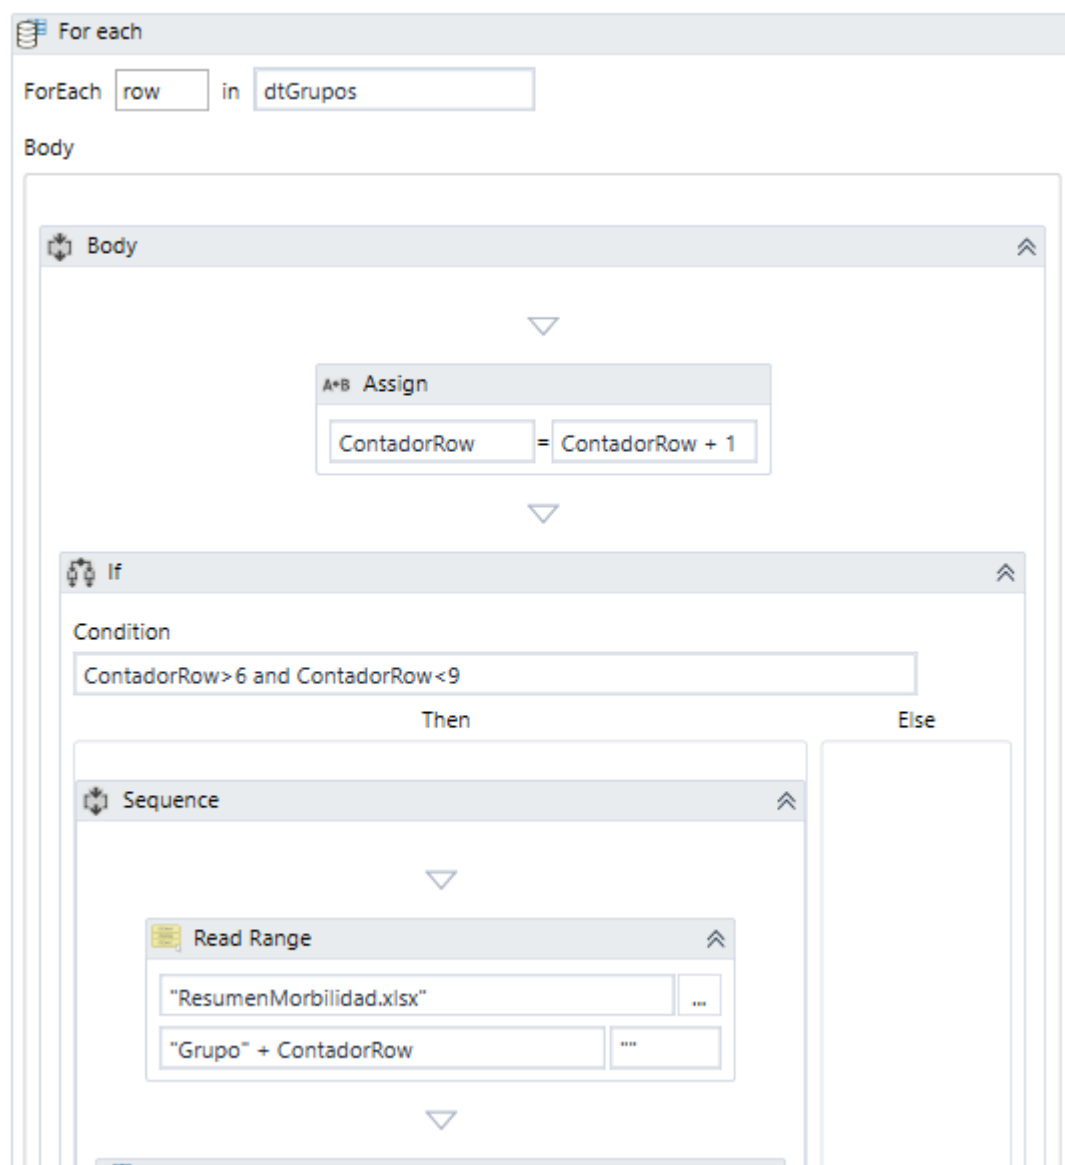 For each
ForEach row in dtGrupos
Body
Body
A+B Assign
ContadorRow = ContadorRow + 1
If
Condition
ContadorRow>6 and ContadorRow<9
Then Else
Sequence
Read Range
"ResumenMorbilidad.xlsx" ...
"Grupo" + ContadorRow ""